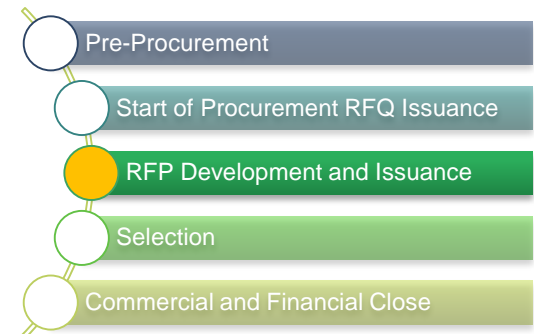 Pre-Procurement
Start of Procurement RFQ Issuance
RFP Development and Issuance
Selection
Commercial and Financial Close